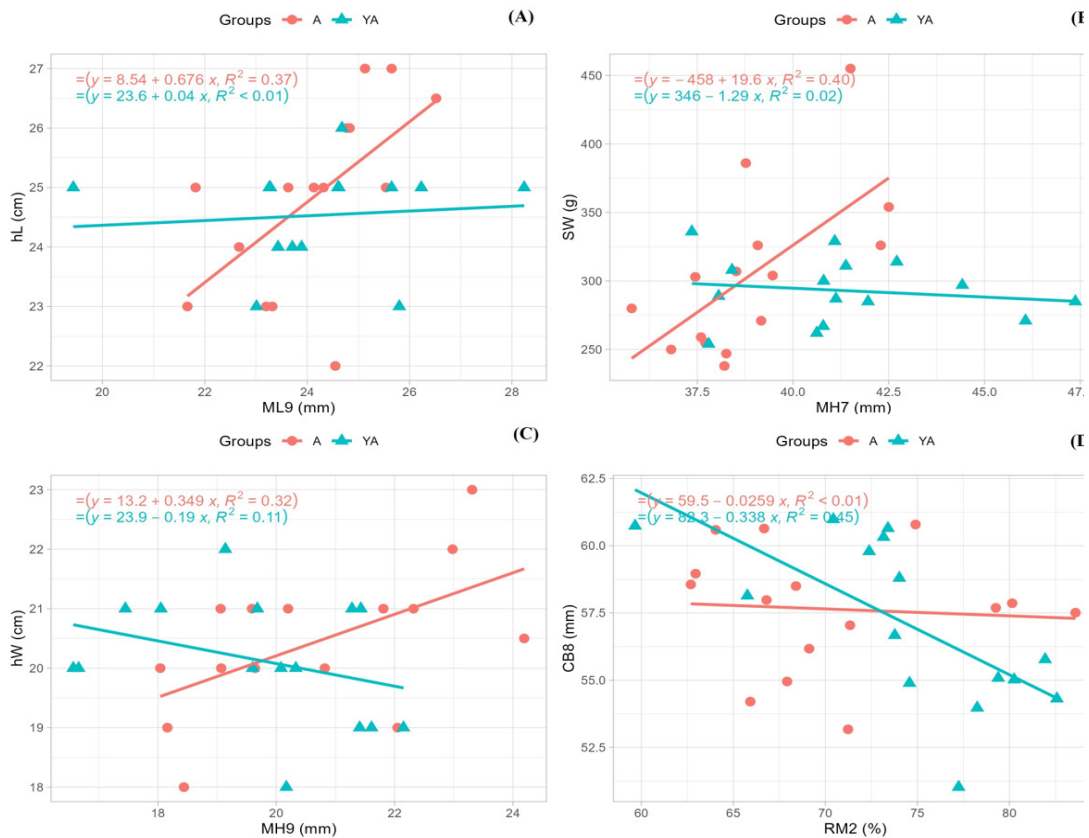 Groups A YA (A)
=(y = 8.54 + 0.676 x, R² = 0.37)
=(y = 23.6 + 0.04 x, R² < 0.01)
27
26
25
24
23
22
hL (cm)
20 22 24 26 28
ML9 (mm)
Groups A YA (B
=(y = − 458 + 19.6 x, R² = 0.40)
=(y = 346 − 1.29 x, R² = 0.02)
450
400
350
300
250
SW (g)
37.5 40.0 42.5 45.0 47.
MH7 (mm)
Groups A YA (C)
=(y = 13.2 + 0.349 x, R² = 0.32)
=(y = 23.9 − 0.19 x, R² = 0.11)
23
22
21
20
19
18
hW (cm)
18 20 22 24
MH9 (mm)
Groups A YA (D
=(y = 59.5 − 0.0259 x, R² < 0.01)
=(y = 82.3 − 0.338 x, R² = 0.45)
62.5
60.0
57.5
55.0
52.5
CB8 (mm)
60 65 70 75 80
RM2 (%)